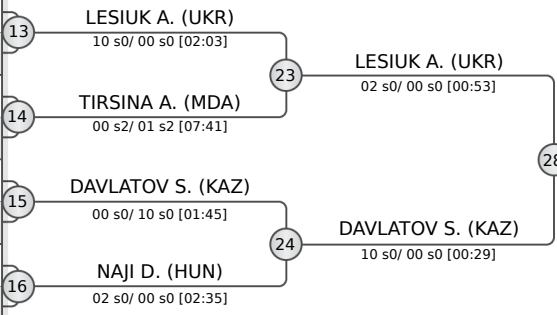 LESIUK A. (UKR)
13
10 s0/ 00 s0 [02:03]
23
LESIUK A. (UKR)
02 s0/ 00 s0 [00:53]
TIRSINA A. (MDA)
14
00 s2/ 01 s2 [07:41]
28
DAVLATOV S. (KAZ)
15
00 s0/ 10 s0 [01:45]
24
DAVLATOV S. (KAZ)
10 s0/ 00 s0 [00:29]
NAJI D. (HUN)
16
02 s0/ 00 s0 [02:35]